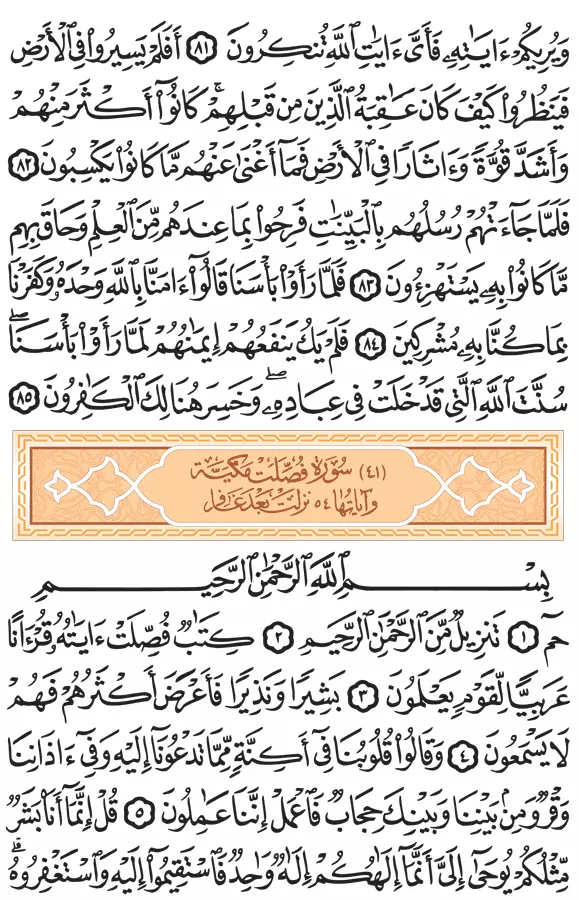 وَيُرِيكُمْ ءَايَٰتِهِۦ فَأَىَّ ءَايَٰتِ ٱللَّهِ تُنكِرُونَ ﴿٨١﴾ أَفَلَمْ يَسِيرُوا۟ فِى ٱلْأَرْضِ
فَيَنظُرُوا۟ كَيْفَ كَانَ عَٰقِبَةُ ٱلَّذِينَ مِن قَبْلِهِمْ ۚ كَانُوٓا۟ أَكْثَرَ مِنْهُمْ
وَأَشَدَّ قُوَّةً وَءَاثَارًا فِى ٱلْأَرْضِ فَمَآ أَغْنَىٰ عَنْهُم مَّا كَانُوا۟ يَكْسِبُونَ ﴿٨٢﴾
فَلَمَّا جَآءَتْهُمْ رُسُلُهُم بِٱلْبَيِّنَٰتِ فَرِحُوا۟ بِمَا عِندَهُم مِّنَ ٱلْعِلْمِ وَحَاقَ بِهِم
مَّا كَانُوا۟ بِهِۦ يَسْتَهْزِءُونَ ﴿٨٣﴾ فَلَمَّا رَأَوْا۟ بَأْسَنَا قَالُوٓا۟ ءَامَنَّا بِٱللَّهِ وَحْدَهُۥ وَكَفَرْنَا
بِمَا كُنَّا بِهِۦ مُشْرِكِينَ ﴿٨٤﴾ فَلَمْ يَكُ يَنفَعُهُمْ إِيمَٰنُهُمْ لَمَّا رَأَوْا۟ بَأْسَنَا ۖ
سُنَّتَ ٱللَّهِ ٱلَّتِى قَدْ خَلَتْ فِى عِبَادِهِۦ ۖ وَخَسِرَ هُنَالِكَ ٱلْكَٰفِرُونَ ﴿٨٥﴾
(٤١) سُورَة فُصِّلَتْ مَكِّيَّة
وَآيَاتُهَا ٥٤ نَزَلَتْ بَعْدَ غَافِر
بِسْمِ ٱللَّهِ ٱلرَّحْمَٰنِ ٱلرَّحِيمِ
حمٓ ﴿١﴾ تَنزِيلٌ مِّنَ ٱلرَّحْمَٰنِ ٱلرَّحِيمِ ﴿٢﴾ كِتَٰبٌ فُصِّلَتْ ءَايَٰتُهُۥ قُرْءَانًا
عَرَبِيًّا لِّقَوْمٍ يَعْلَمُونَ ﴿٣﴾ بَشِيرًا وَنَذِيرًا فَأَعْرَضَ أَكْثَرُهُمْ فَهُمْ
لَا يَسْمَعُونَ ﴿٤﴾ وَقَالُوا۟ قُلُوبُنَا فِىٓ أَكِنَّةٍ مِّمَّا تَدْعُونَآ إِلَيْهِ وَفِىٓ ءَاذَانِنَا
وَقْرٌ وَمِنۢ بَيْنِنَا وَبَيْنِكَ حِجَابٌ فَٱعْمَلْ إِنَّنَا عَٰمِلُونَ ﴿٥﴾ قُلْ إِنَّمَآ أَنَا۠ بَشَرٌ
مِّثْلُكُمْ يُوحَىٰٓ إِلَىَّ أَنَّمَآ إِلَٰهُكُمْ إِلَٰهٌ وَٰحِدٌ فَٱسْتَقِيمُوٓا۟ إِلَيْهِ وَٱسْتَغْفِرُوهُ ۗ